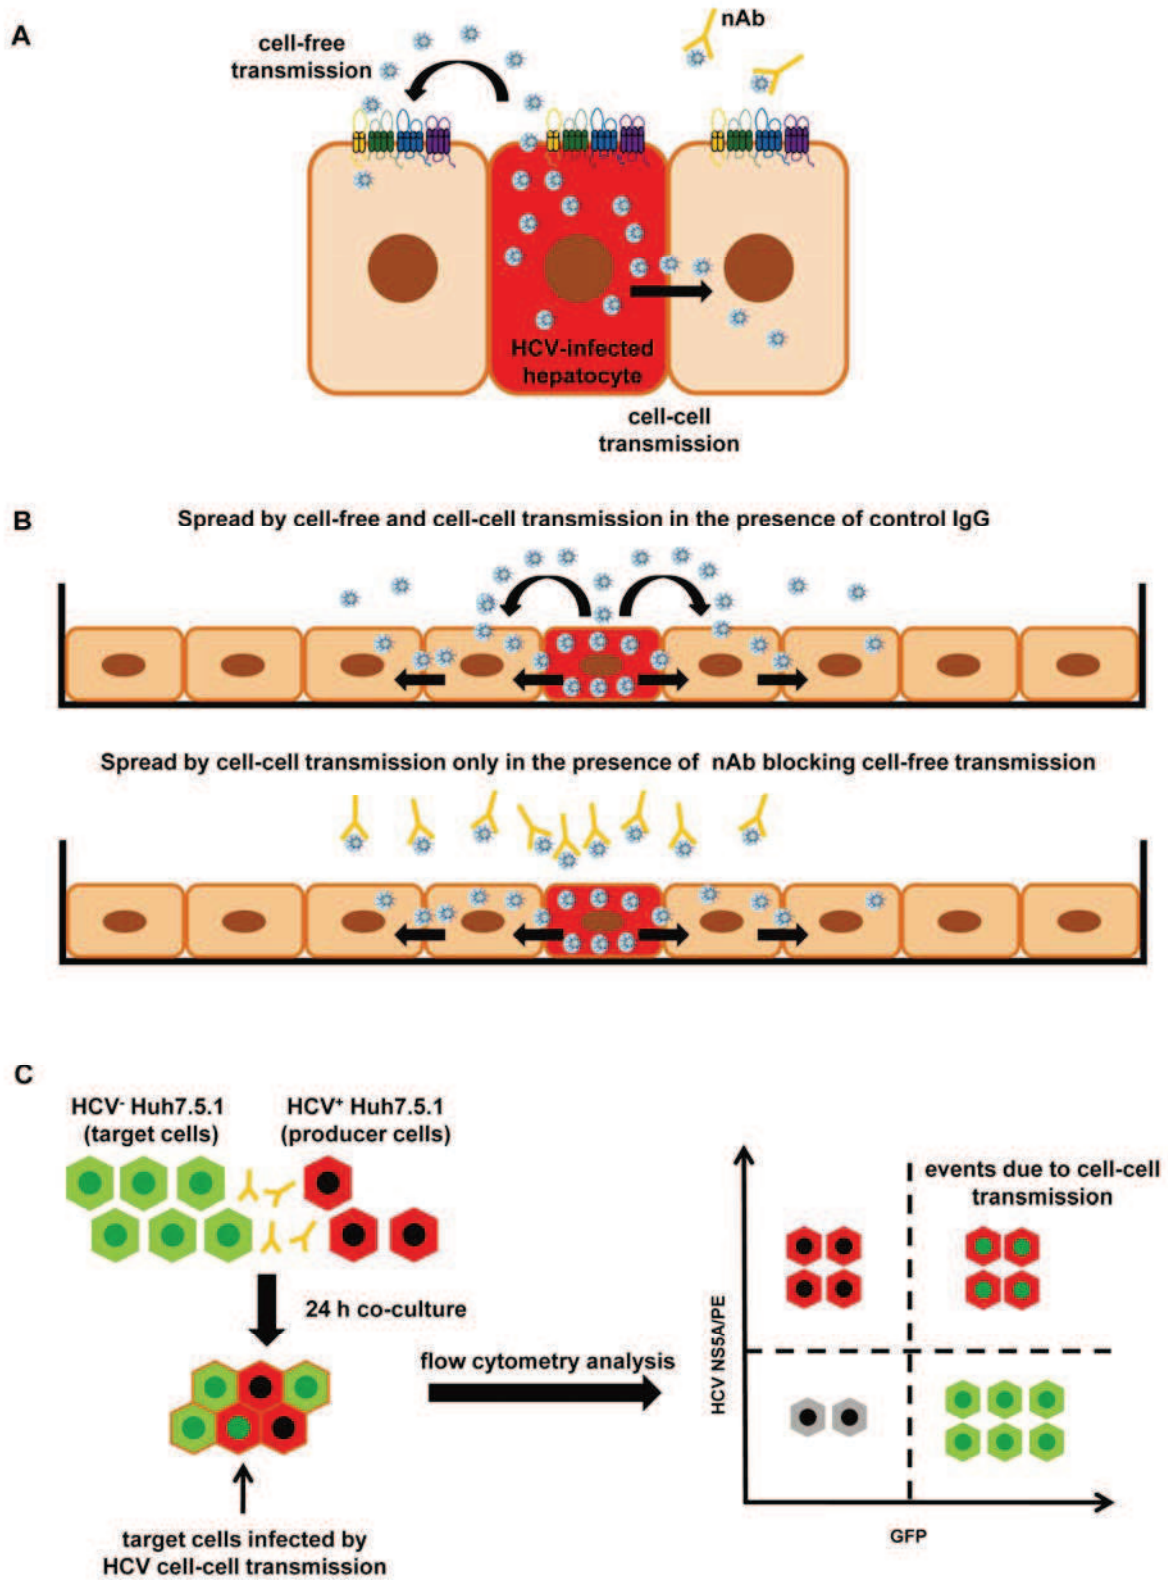 A
cell-free
transmission
nAb
HCV-infected
hepatocyte
cell-cell
transmission
B
Spread by cell-free and cell-cell transmission in the presence of control IgG
Spread by cell-cell transmission only in the presence of nAb blocking cell-free transmission
C
HCV⁻ Huh7.5.1
(target cells)
HCV⁺ Huh7.5.1
(producer cells)
24 h co-culture
flow cytometry analysis
target cells infected by
HCV cell-cell transmission
events due to cell-cell
transmission
HCV NS5A/PE
GFP